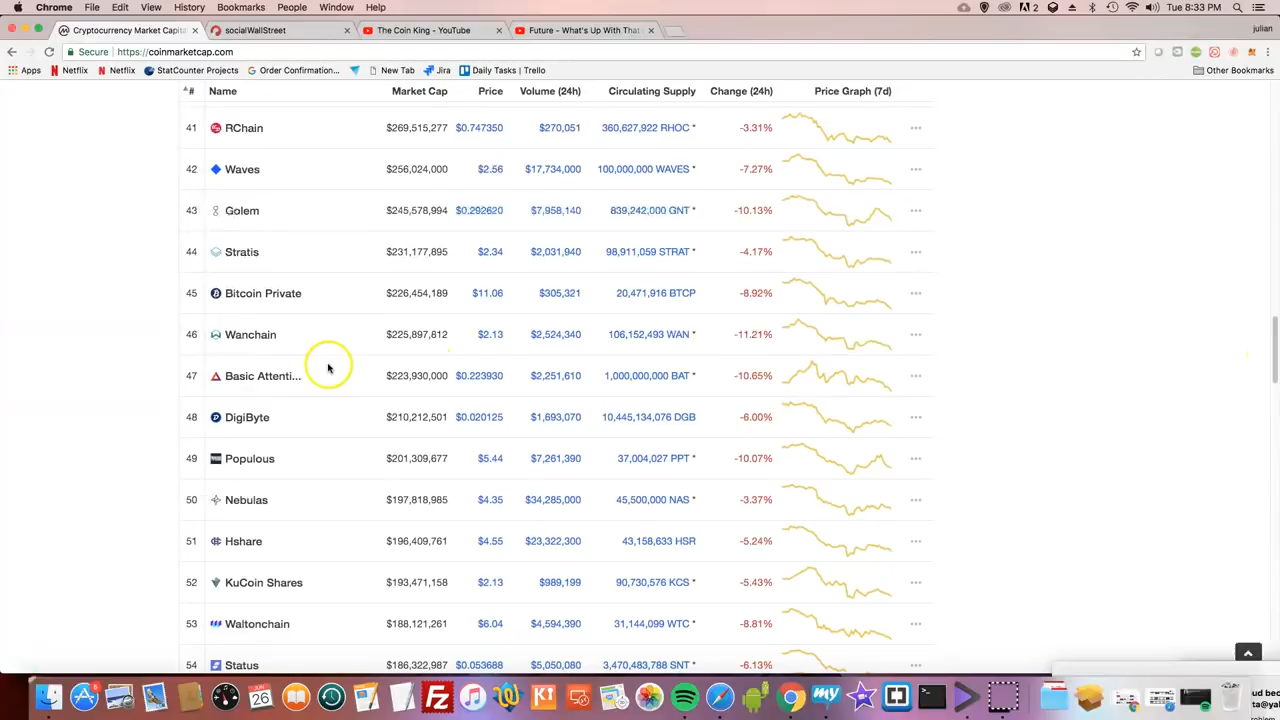 Chrome File Edit View History Bookmarks People Window Help Tue 8:33 PM
Cryptocurrency Market Capital socialWallStreet The Coin King - YouTube Future - What's Up With That julian
Secure https://coinmarketcap.com
Apps Netflix Netflix StatCounter Projects Order Confirmation... New Tab Jira Daily Tasks | Trello Other Bookmarks
# Name Market Cap Price Volume (24h) Circulating Supply Change (24h) Price Graph (7d)
41 RChain $269,515,277 $0.747350 $270,051 360,627,922 RHOC * -3.31%
42 Waves $256,024,000 $2.56 $17,734,000 100,000,000 WAVES * -7.27%
43 Golem $245,578,994 $0.292620 $7,958,140 839,242,000 GNT * -10.13%
44 Stratis $231,177,895 $2.34 $2,031,940 98,911,059 STRAT * -4.17%
45 Bitcoin Private $226,454,189 $11.06 $305,321 20,471,916 BTCP -8.92%
46 Wanchain $225,897,812 $2.13 $2,524,340 106,152,493 WAN * -11.21%
47 Basic Attenti... $223,930,000 $0.223930 $2,251,610 1,000,000,000 BAT * -10.65%
48 DigiByte $210,212,501 $0.020125 $1,693,070 10,445,134,076 DGB -6.00%
49 Populous $201,309,677 $5.44 $7,261,390 37,004,027 PPT * -10.07%
50 Nebulas $197,818,985 $4.35 $34,285,000 45,500,000 NAS * -3.37%
51 Hshare $196,409,761 $4.55 $23,322,300 43,158,633 HSR -5.24%
52 KuCoin Shares $193,471,158 $2.13 $989,199 90,730,576 KCS * -5.43%
53 Waltonchain $188,121,261 $6.04 $4,594,390 31,144,099 WTC * -8.81%
54 Status $186,322,987 $0.053688 $5,050,080 3,470,483,788 SNT * -6.13%
JUN
26
FZ
KT
my